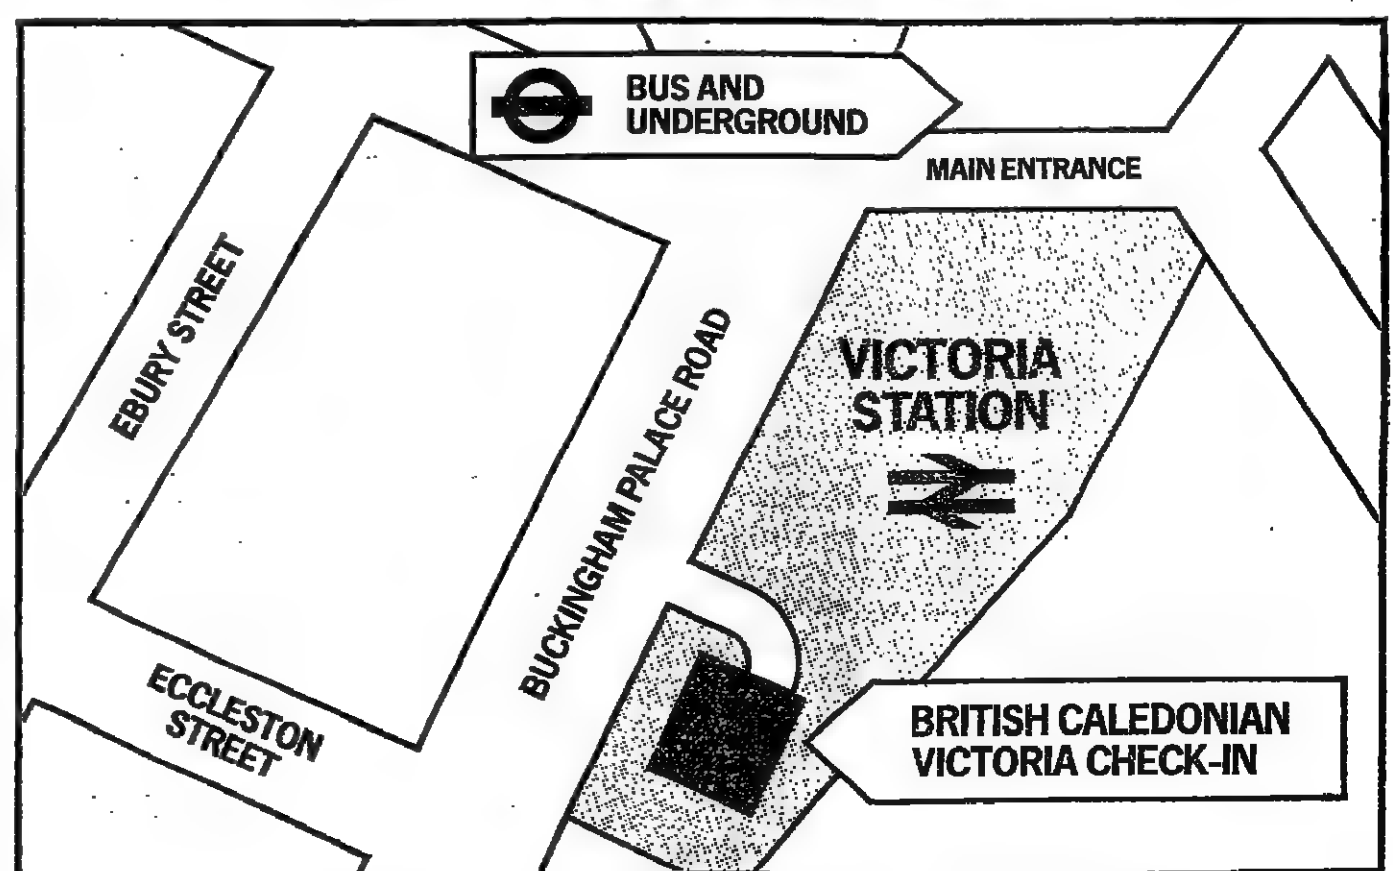 BUS AND
UNDERGROUND
MAIN ENTRANCE
EBURY STREET
BUCKINGHAM PALACE ROAD
VICTORIA
STATION
ECCLESTON
STREET
BRITISH CALEDONIAN
VICTORIA CHECK-IN